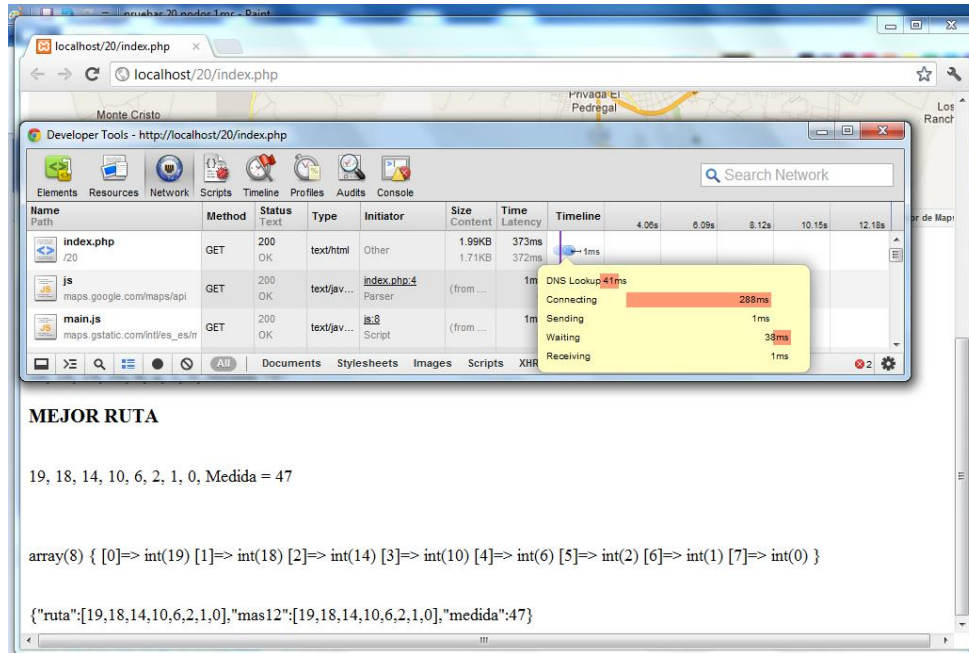 pruebas 20 nodos 1ms - Paint
localhost/20/index.php
localhost/20/index.php
Privada El
Pedregal
Monte Cristo
Los
Ranch
Developer Tools - http://localhost/20/index.php
Elements Resources Network Scripts Timeline Profiles Audits Console
Search Network
Name Method Status Type Initiator Size Time Timeline
Path Text Content Latency
4.06s 6.09s 8.12s 10.15s 12.18s
or de Maps
index.php GET 200 text/html Other 1.99KB 373ms 1ms
/20 OK 1.71KB 372ms
js GET 200 text/jav... index.php:4 (from ... 1m
maps.google.com/maps/api OK Parser
main.js GET 200 text/jav... js:8 (from ... 1m
maps.gstatic.com/intl/es_es/m OK Script
DNS Lookup 41ms
Connecting 288ms
Sending 1ms
Waiting 38ms
Receiving 1ms
All Documents Stylesheets Images Scripts XHR
2
MEJOR RUTA
19, 18, 14, 10, 6, 2, 1, 0, Medida = 47
array(8) { [0]=> int(19) [1]=> int(18) [2]=> int(14) [3]=> int(10) [4]=> int(6) [5]=> int(2) [6]=> int(1) [7]=> int(0) }
{"ruta":[19,18,14,10,6,2,1,0],"mas12":[19,18,14,10,6,2,1,0],"medida":47}